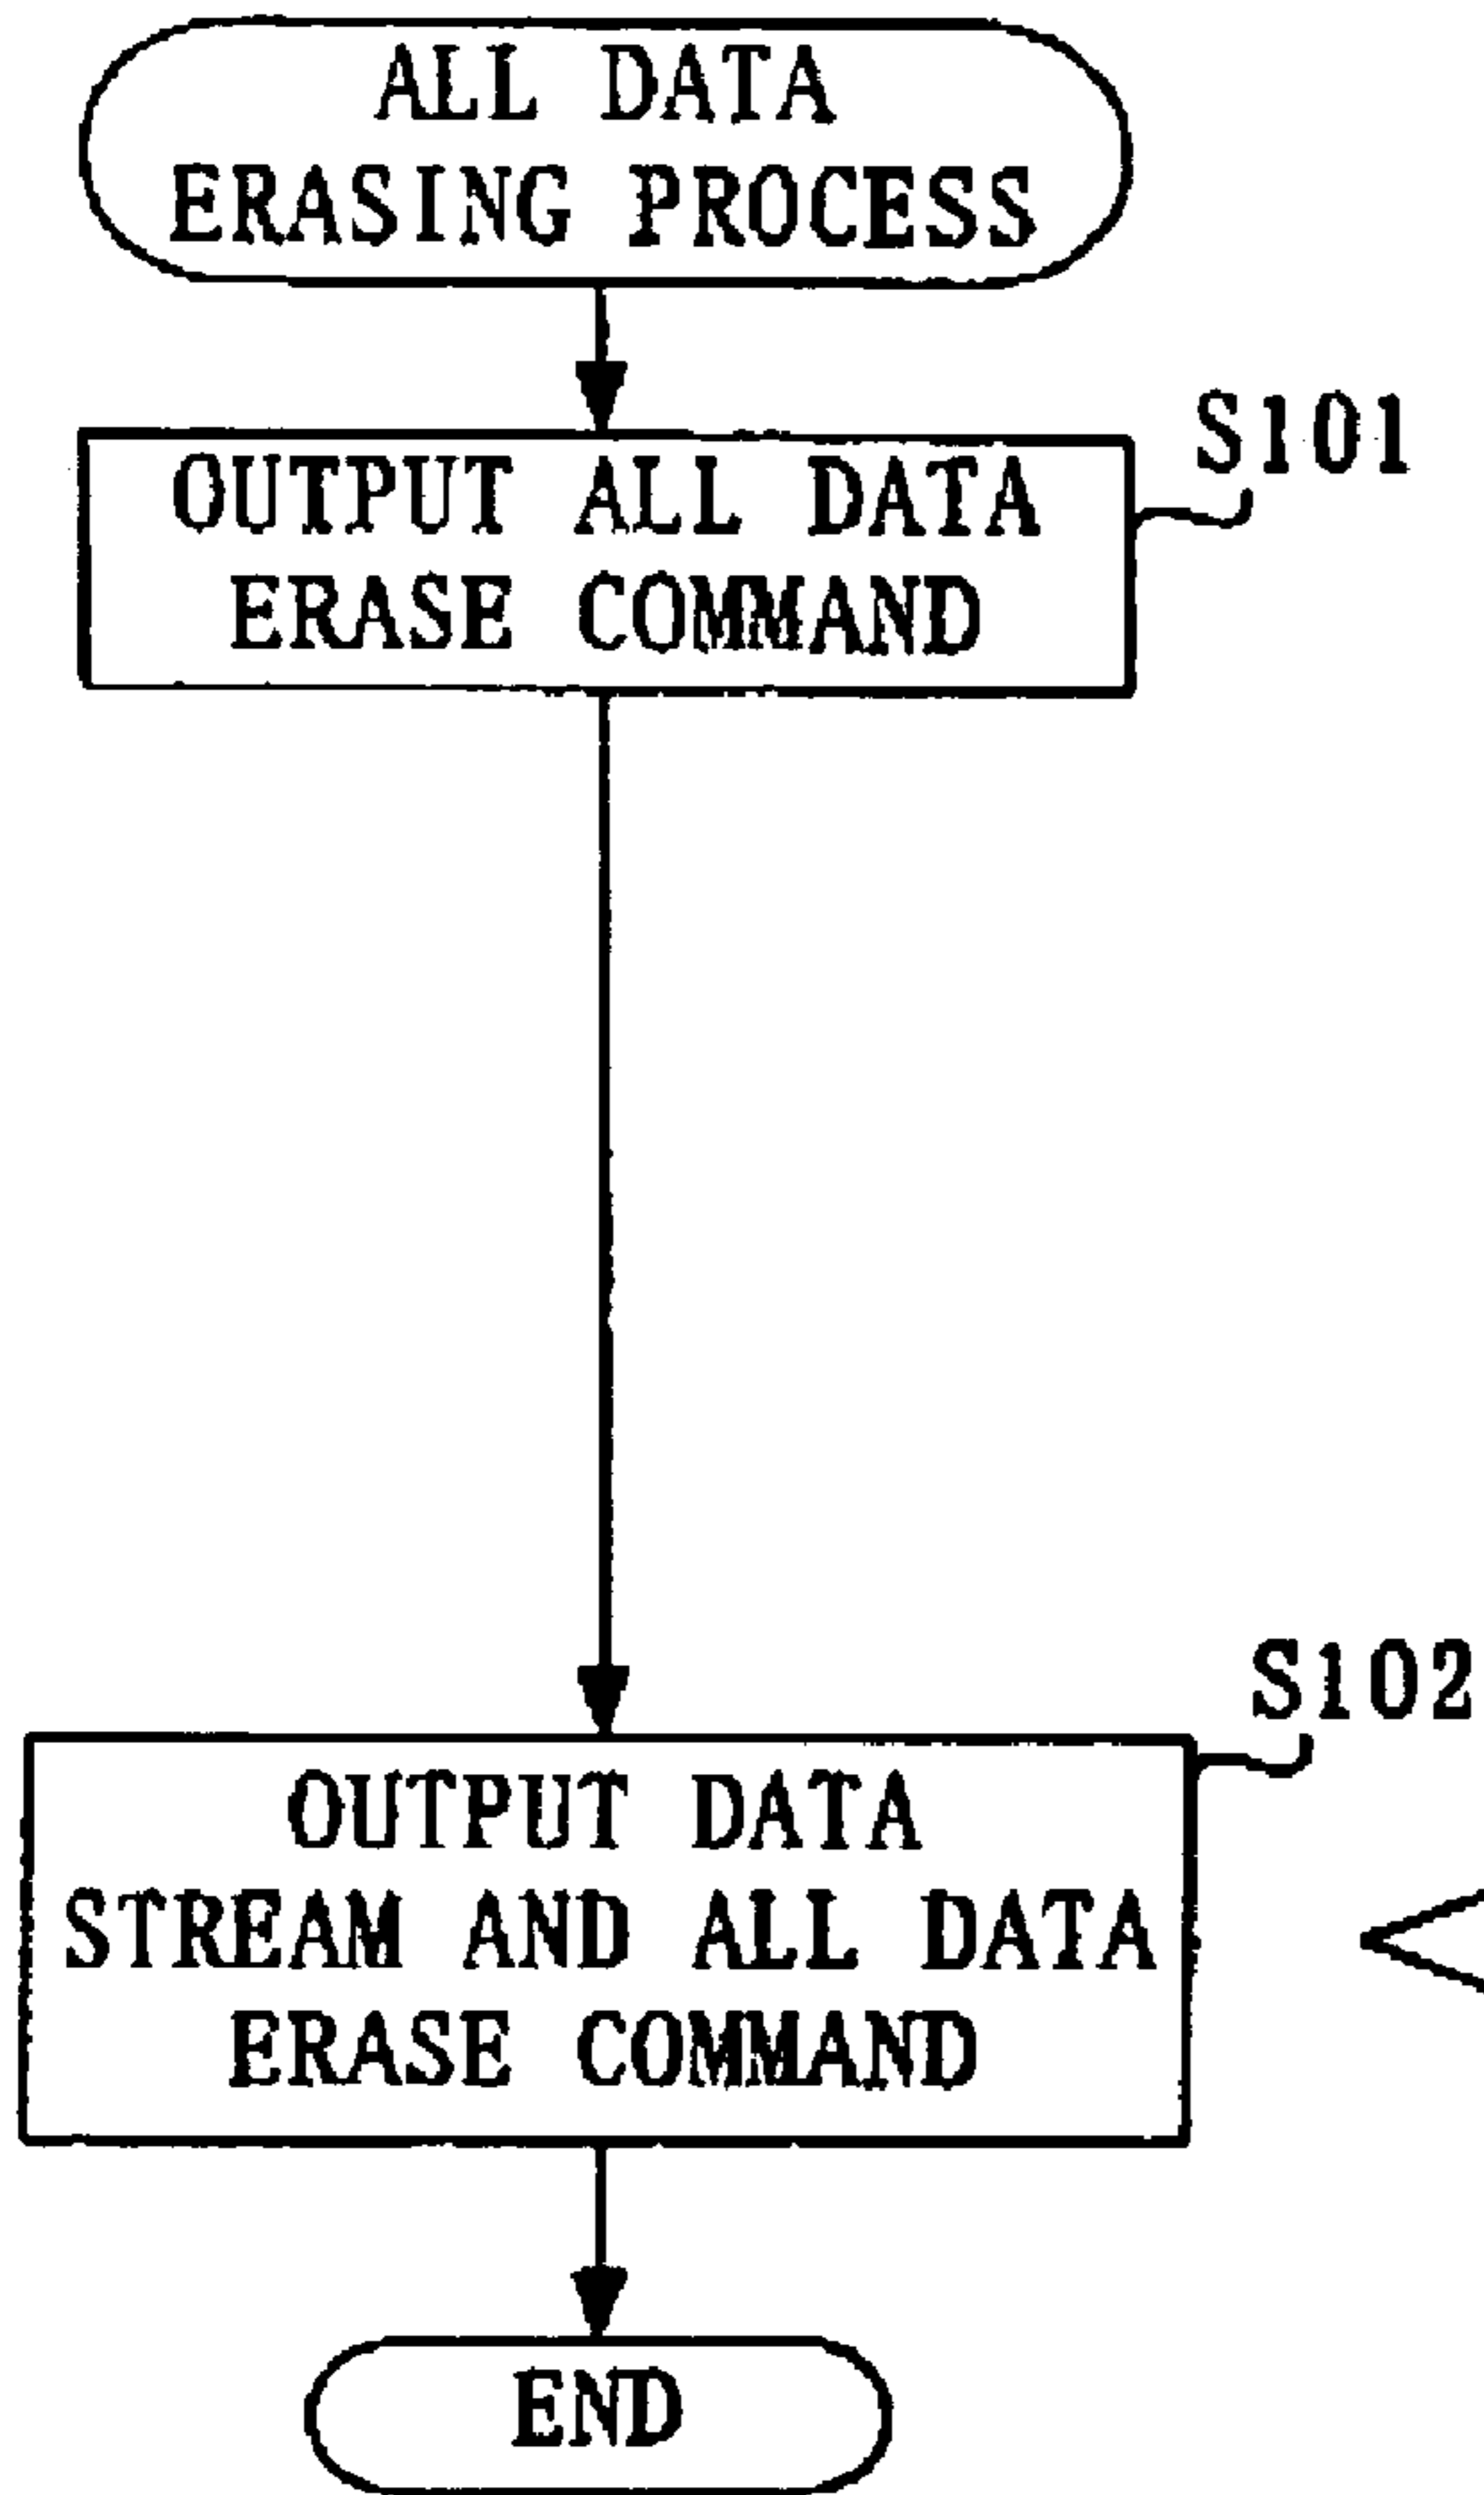 ALL DATA
ERASING PROCESS
S101
OUTPUT ALL DATA
ERASE COMMAND
S102
OUTPUT DATA
STREAM AND ALL DATA
ERASE COMMAND
END